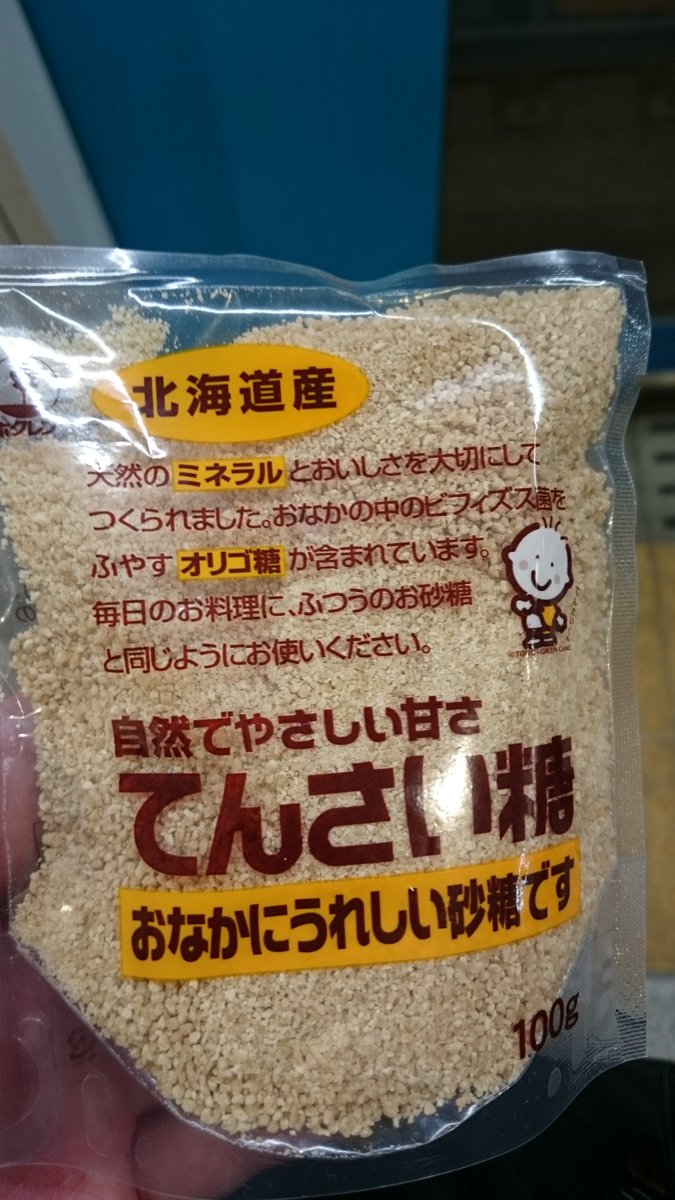 ホクレン
北海道産
天然のミネラルとおいしさを大切にして
つくられました。おなかの中のビフィズス菌を
ふやすオリゴ糖が含まれています。
毎日のお料理に、ふつうのお砂糖
と同じようにお使いください。
自然でやさしい甘さ
てんさい糖
おなかにうれしい砂糖です
100g